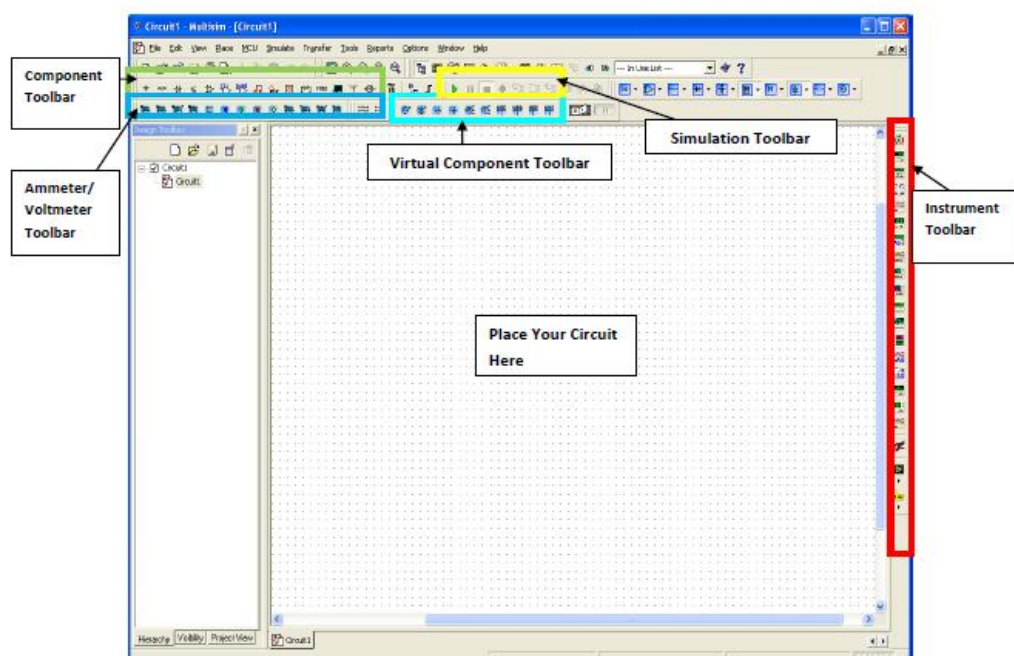 Circuit1 - Multisim - [Circuit1]
File Edit View Place MCU Simulate Transfer Tools Reports Options Window Help
--- In Use List ---
Component
Toolbar
Simulation Toolbar
Virtual Component Toolbar
Design Toolbox
Circuit1
Circuit1
Ammeter/
Voltmeter
Toolbar
Instrument
Toolbar
Place Your Circuit
Here
Hierarchy Visibility Project View
Circuit1